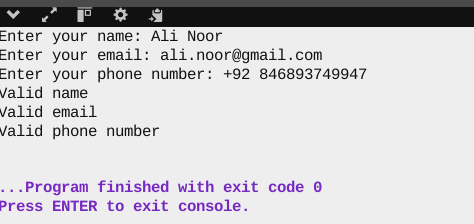 Enter your name: Ali Noor
Enter your email: ali.noor@gmail.com
Enter your phone number: +92 846893749947
Valid name
Valid email
Valid phone number
...Program finished with exit code 0
Press ENTER to exit console.